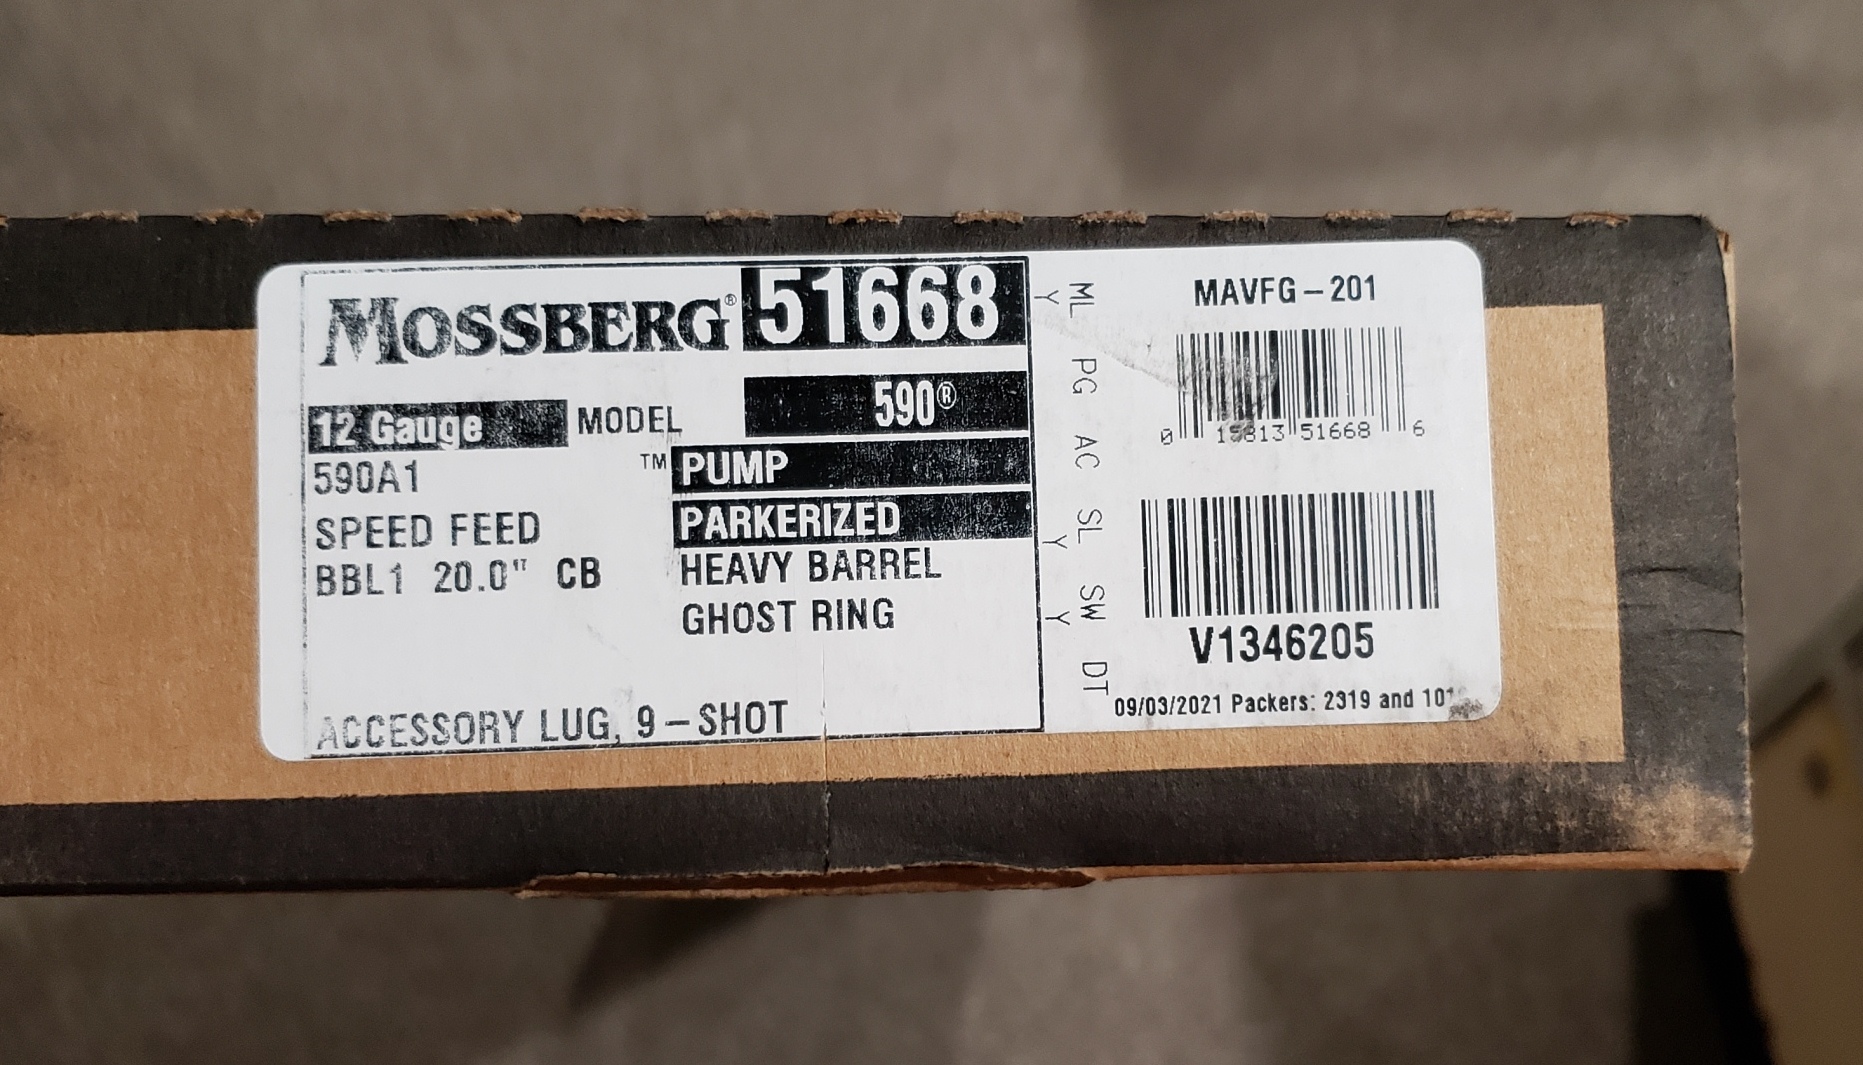 MOSSBERG® 51668
12 Gauge MODEL 590®
590A1 ™ PUMP
SPEED FEED PARKERIZED
BBL1 20.0" CB HEAVY BARREL
GHOST RING
ACCESSORY LUG, 9-SHOT
ML PG AC SL SW DT
Y Y Y
MAVFG-201
0 15813 51668 6
V1346205
09/03/2021 Packers: 2319 and